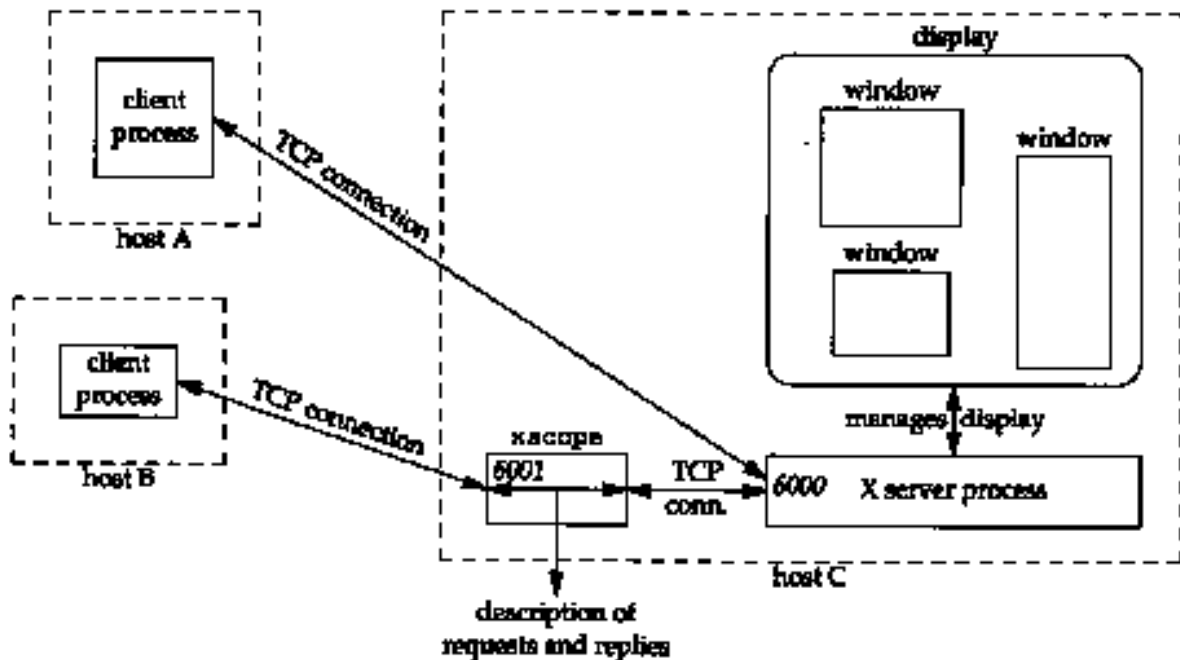 client
process
host A
TCP connection
client
process
host B
TCP connection
display
window
window
window
manages display
xscope
6001
TCP
conn.
6000
X server process
host C
description of
requests and replies